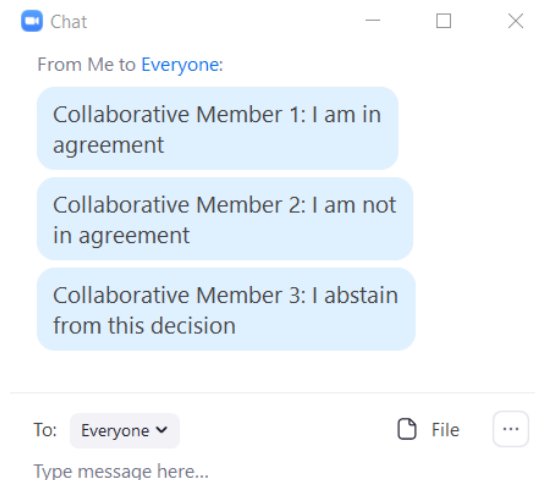 Chat
From Me to Everyone:
Collaborative Member 1: I am in
agreement
Collaborative Member 2: I am not
in agreement
Collaborative Member 3: I abstain
from this decision
To: Everyone File
Type message here...